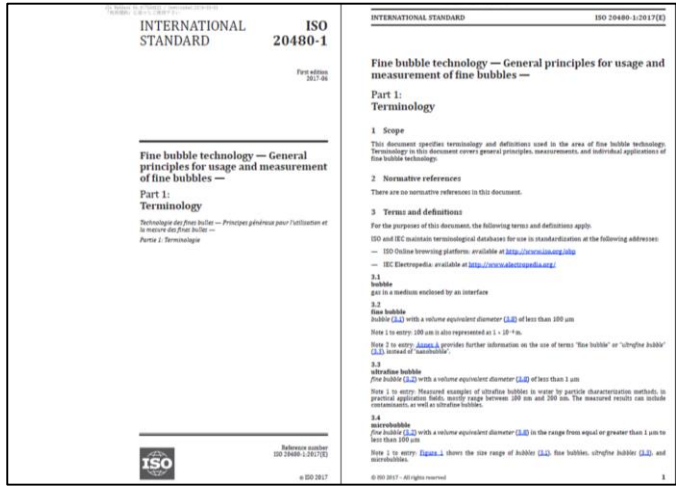 INTERNATIONAL
STANDARD
ISO
20480-1
First edition
2017-06
Fine bubble technology — General
principles for usage and measurement
of fine bubbles —
Part 1:
Terminology
Technologie des fines bulles — Principes généraux pour l'utilisation et
la mesure des fines bulles —
Partie 1: Terminologie
ISO
Reference number
ISO 20480-1:2017(E)
© ISO 2017
INTERNATIONAL STANDARD
ISO 20480-1:2017(E)
Fine bubble technology — General principles for usage and
measurement of fine bubbles —
Part 1:
Terminology
1 Scope
This document specifies terminology and definitions used in the area of fine bubble technology.
Terminology in this document covers general principles, measurements, and individual applications of
fine bubble technology.
2 Normative references
There are no normative references in this document.
3 Terms and definitions
For the purposes of this document, the following terms and definitions apply.
ISO and IEC maintain terminological databases for use in standardization at the following addresses:
— ISO Online browsing platform: available at http://www.iso.org/obp
— IEC Electropedia: available at http://www.electropedia.org/
3.1
bubble
gas in a medium enclosed by an interface
3.2
fine bubble
bubble (3.1) with a volume equivalent diameter (3.8) of less than 100 µm
Note 1 to entry: 100 µm is also represented as 1 × 10⁻⁴ m.
Note 2 to entry: Annex A provides further information on the use of terms "fine bubble" or "ultrafine bubble"
(3.3) instead of "nanobubble".
3.3
ultrafine bubble
fine bubble (3.2) with a volume equivalent diameter (3.8) of less than 1 µm
Note 1 to entry: Measured examples of ultrafine bubbles in water by particle characterization methods, in
practical application fields, mostly range between 100 nm and 200 nm. The measured results can include
contaminants, as well as ultrafine bubbles.
3.4
microbubble
fine bubble (3.2) with a volume equivalent diameter (3.8) in the range from equal or greater than 1 µm to
less than 100 µm
Note 1 to entry: Figure 1 shows the size range of bubbles (3.1), fine bubbles, ultrafine bubbles (3.3), and
microbubbles.
© ISO 2017 – All rights reserved
1